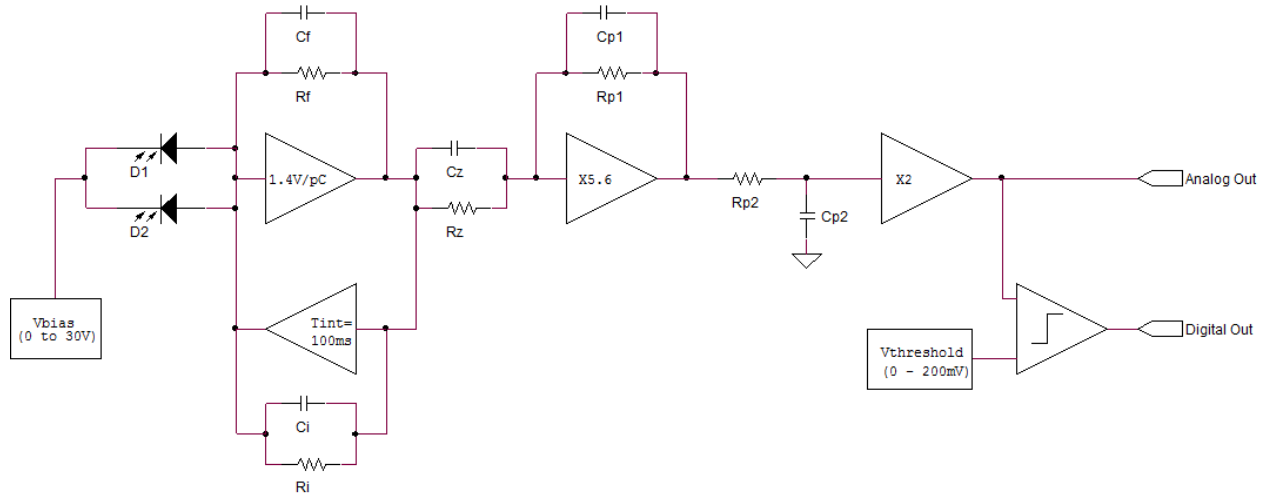 Cf
Rf
Cp1
Rp1
D1
D2
1.4V/pC
Cz
Rz
X5.6
Rp2
Cp2
X2
Analog Out
Vbias
(0 to 30V)
Tint=
100ms
Ci
Ri
Vthreshold
(0 - 200mV)
Digital Out